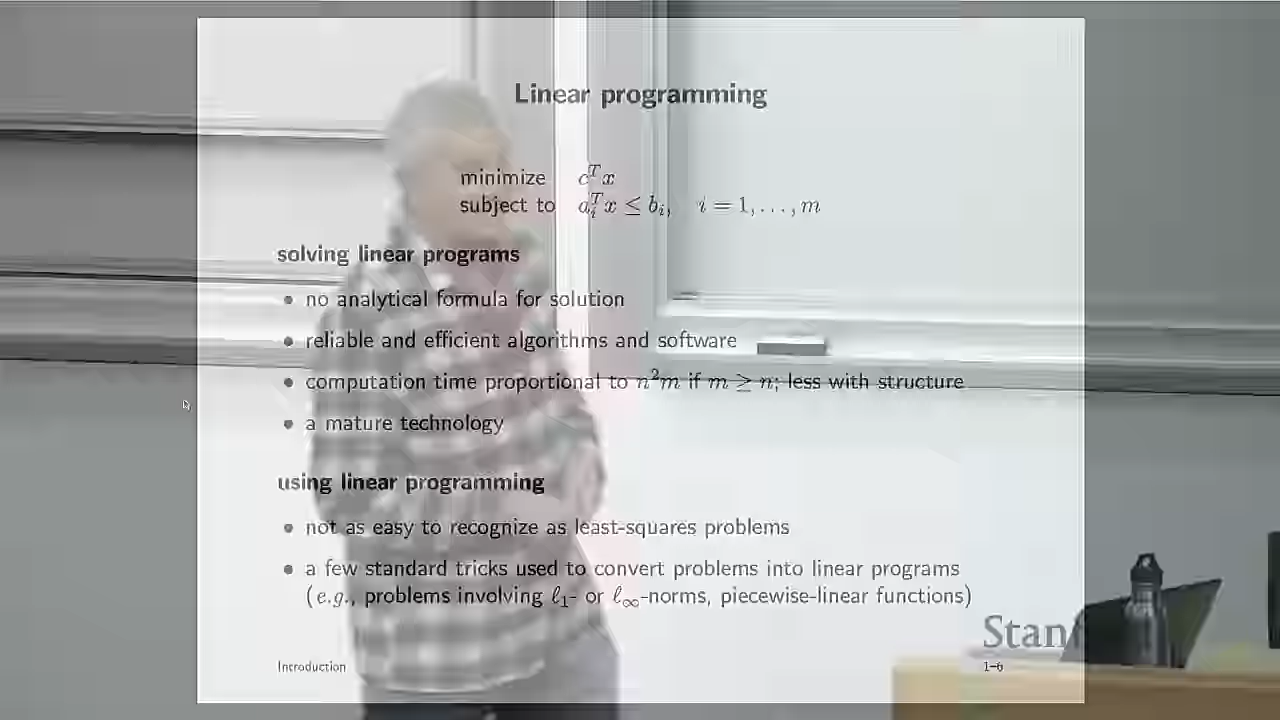 Linear programming
minimize c^T x
subject to a_i^T x ≤ b_i, i = 1, . . . , m
solving linear programs
• no analytical formula for solution
• reliable and efficient algorithms and software
• computation time proportional to n²m if m ≥ n; less with structure
• a mature technology
using linear programming
• not as easy to recognize as least-squares problems
• a few standard tricks used to convert problems into linear programs
(e.g., problems involving ℓ₁- or ℓ∞-norms, piecewise-linear functions)
Stanf
Introduction
1–6